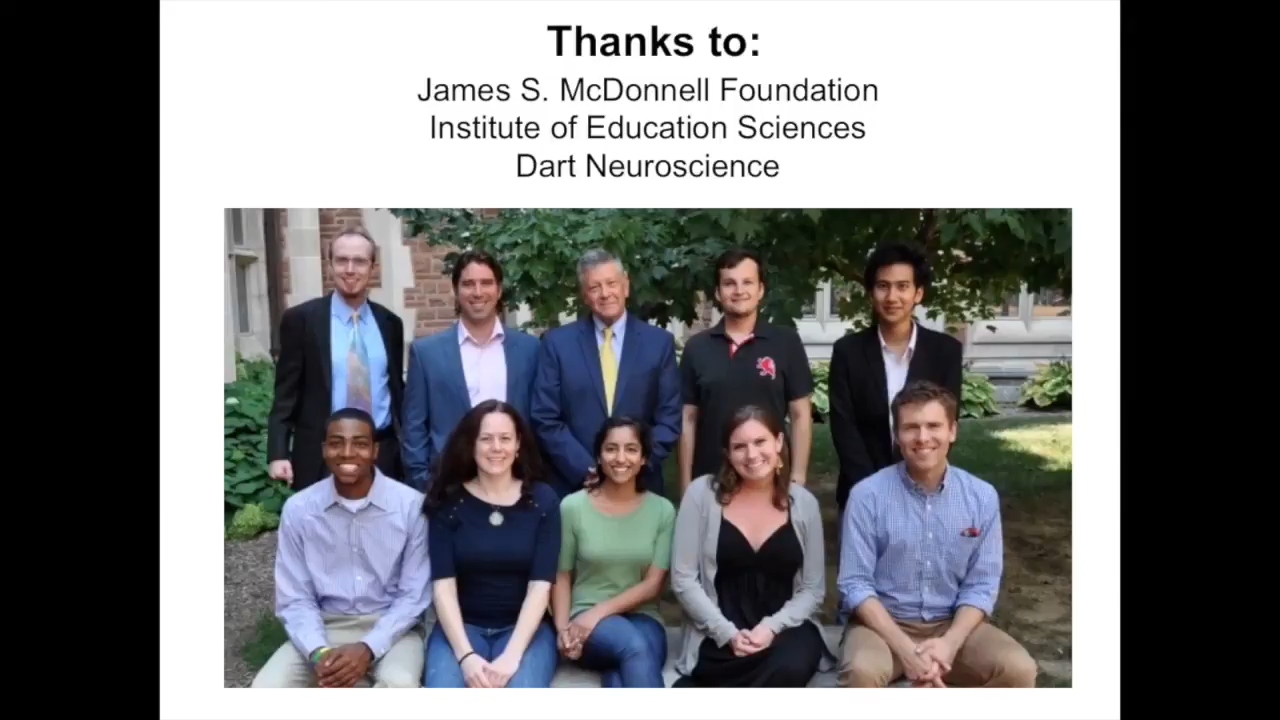 Thanks to:
James S. McDonnell Foundation
Institute of Education Sciences
Dart Neuroscience